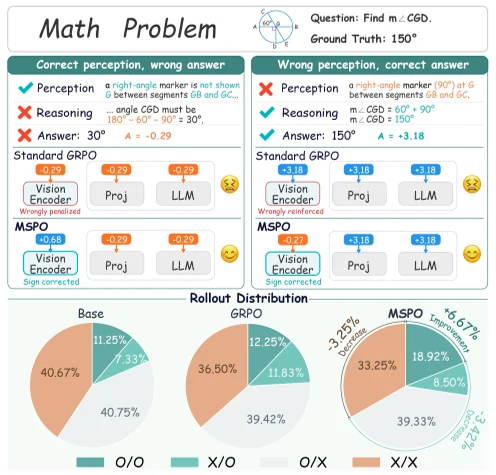 Math Problem
C
60°
G
A
B
D
E
Question: Find m∠CGD.
Ground Truth: 150°
Correct perception, wrong answer
Perception
a right-angle marker is not shown
G between segments GB and GC...
Reasoning
... angle CGD must be
180° − 60° − 90° = 30°.
Answer: 30°
A = -0.29
Standard GRPO
-0.29
-0.29
-0.29
Vision
Encoder
Proj
LLM
Wrongly penalized
MSPO
+0.68
-0.29
-0.29
Vision
Encoder
Proj
LLM
Sign corrected
Wrong perception, correct answer
Perception
a right-angle marker (90°) at G
between segments GB and GC.
Reasoning
m∠CGD = 60° + 90°
m∠CGD = 150°
Answer: 150°
A = +3.18
Standard GRPO
+3.18
+3.18
+3.18
Vision
Encoder
Proj
LLM
Wrongly reinforced
MSPO
-0.27
+3.18
+3.18
Vision
Encoder
Proj
LLM
Sign corrected
Rollout Distribution
Base
11.25%
7.33%
40.67%
40.75%
GRPO
12.25%
11.83%
36.50%
39.42%
MSPO
-3.25%
Decrease
+6.67%
Improvement
18.92%
8.50%
33.25%
39.33%
-3.42%
Decrease
O/O
X/O
O/X
X/X